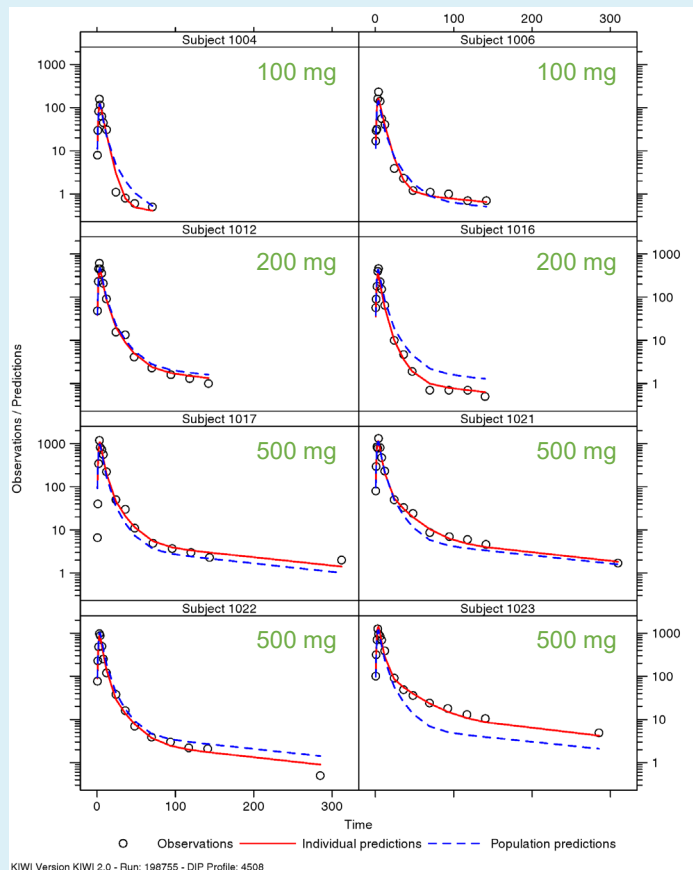 0 100 200 300
Subject 1004 Subject 1006
1000 100 mg 100 mg
100
10
1
Subject 1012 Subject 1016
200 mg 200 mg 1000
100
10
1
Subject 1017 Subject 1021
1000 500 mg 500 mg
100
10
1
Subject 1022 Subject 1023
500 mg 500 mg 1000
100
10
1
0 100 200 300
Observations / Predictions
Time
Observations Individual predictions Population predictions
KIWI Version KIWI 2.0 - Run: 198755 - DIP Profile: 4508